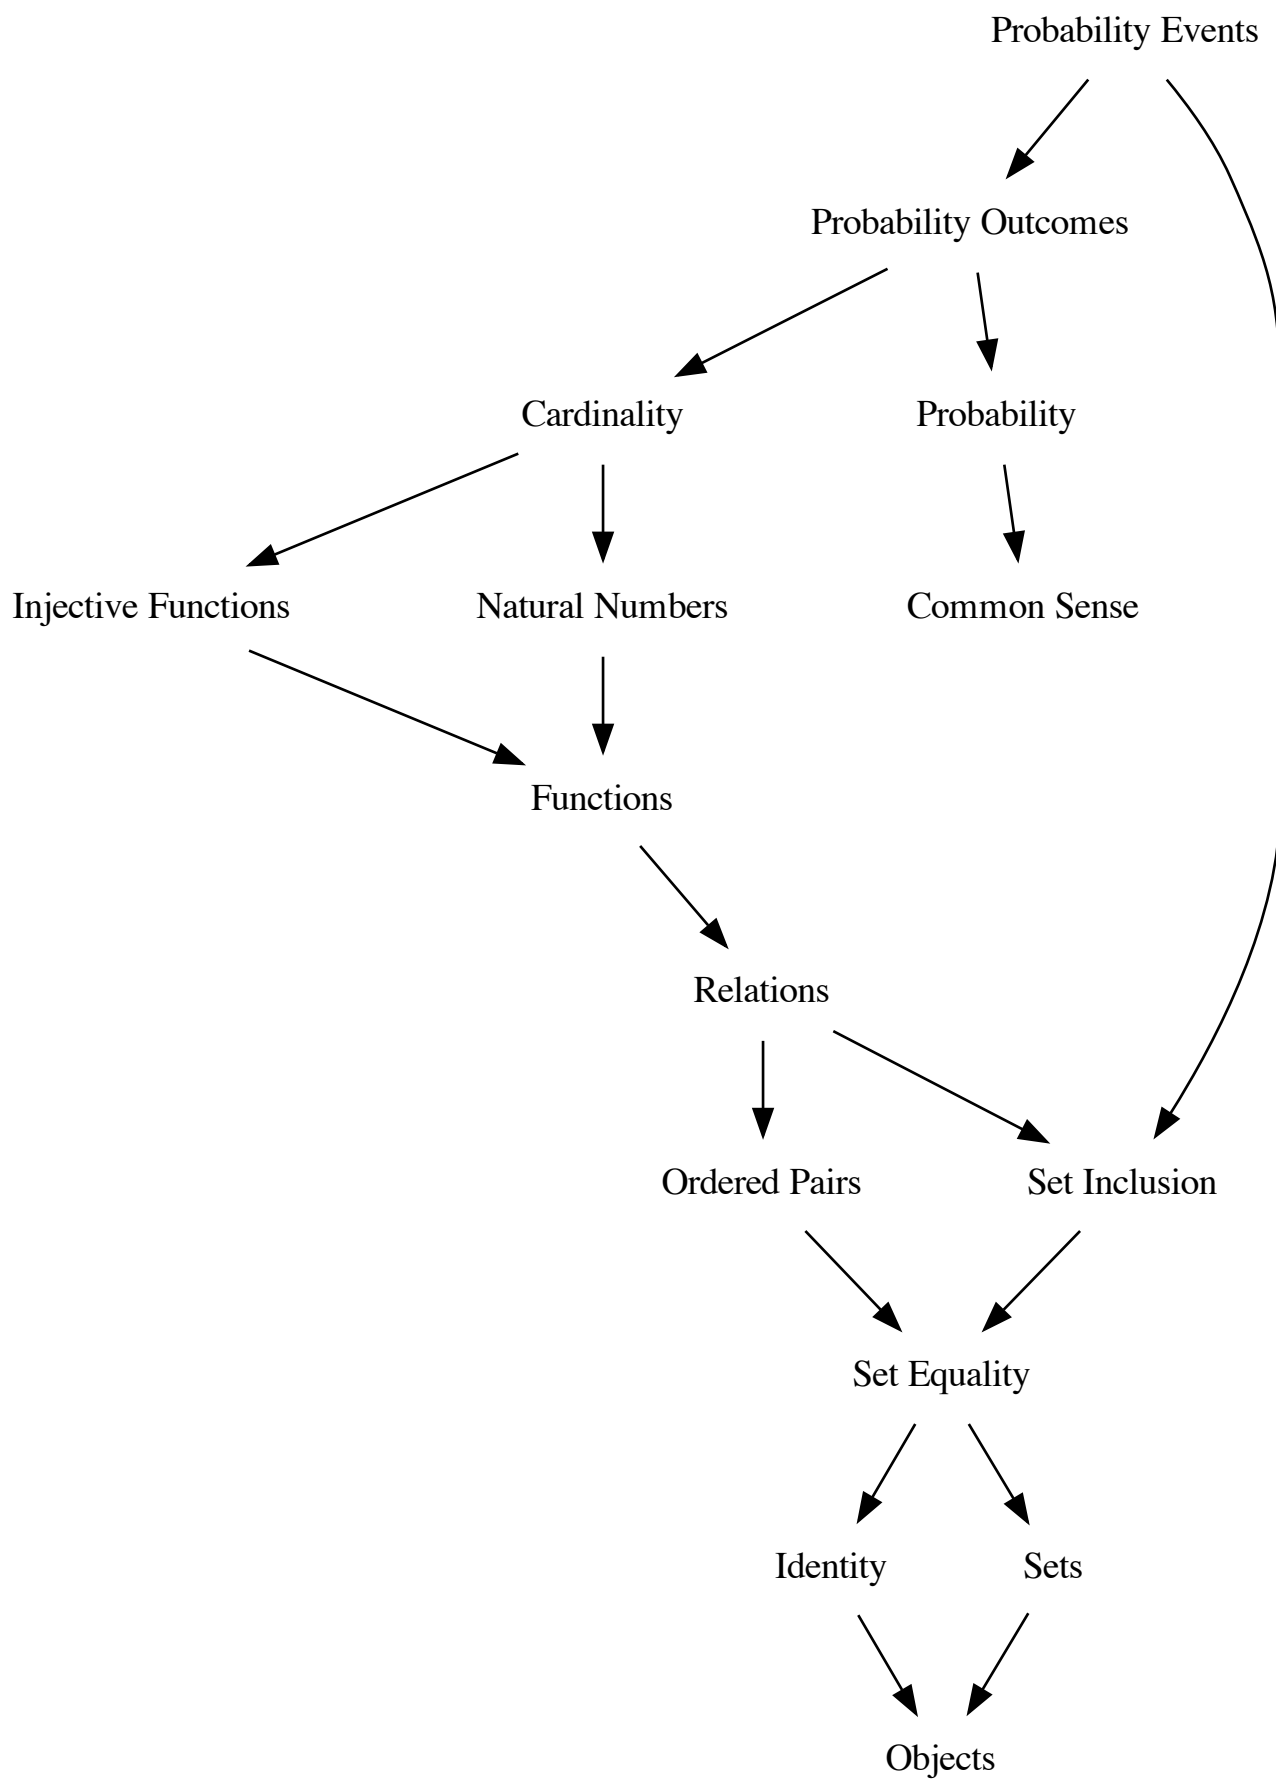 Probability Events
Probability Outcomes
Cardinality
Probability
Injective Functions
Natural Numbers
Common Sense
Functions
Relations
Ordered Pairs
Set Inclusion
Set Equality
Identity
Sets
Objects